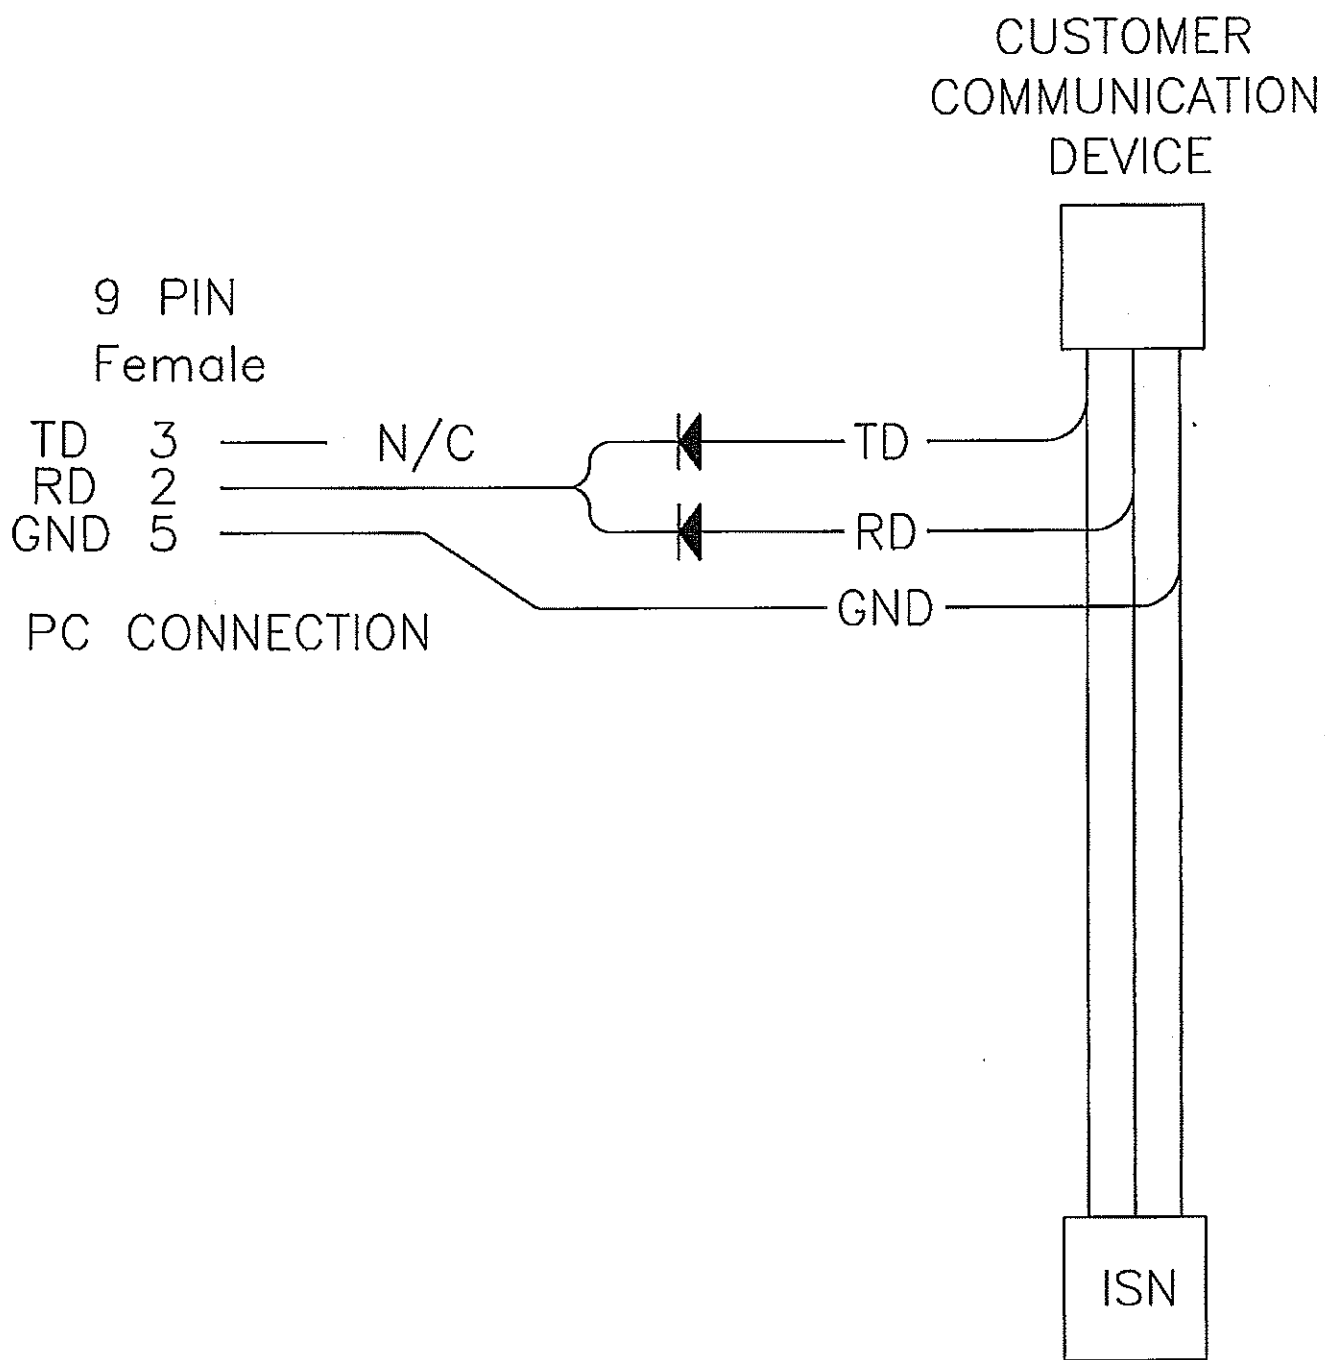 CUSTOMER
COMMUNICATION
DEVICE
9 PIN
Female
TD 3 N/C TD
RD 2
GND 5 RD
GND
PC CONNECTION
ISN